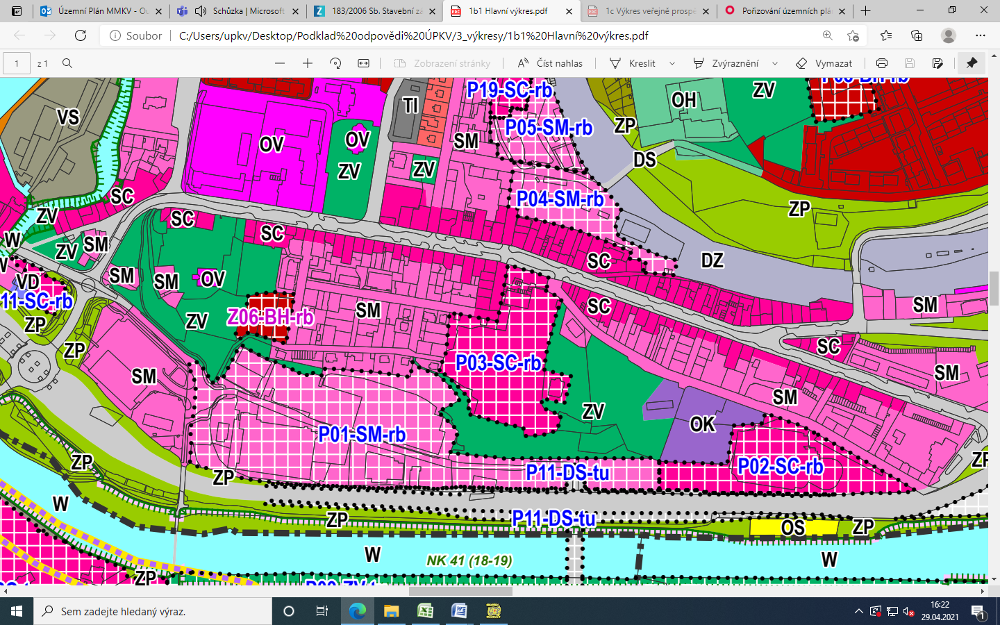 Územní Plán MMKV - Ou
Schůzka | Microsoft
183/2006 Sb. Stavební zá
1b1 Hlavní výkres.pdf
1c Výkres veřejně prospě
Pořizování územních plá
Soubor
C:/Users/upkv/Desktop/Podklad%20odpovědi%20ÚPKV/3_výkresy/1b1%20Hlavní%20výkres.pdf
1
z 1
Zobrazení stránky
Číst nahlas
Kreslit
Zvýraznění
Vymazat
P19-SC-rb
ZV
OH
TI
VS
P05-SM-rb
ZP
OV
OV
SM
DS
ZV
ZV
SC
P04-SM-rb
ZP
ZV
SC
SC
W
ZV
SM
SC
DZ
SM
SM
OV
VD
11-SC-rb
SC
SM
SM
Z06-BH-rb
ZV
ZP
ZP
SC
P03-SC-rb
SM
SM
SM
ZV
OK
P01-SM-rb
ZP
ZP
P02-SC-rb
P11-DS-tu
ZP
W
ZP
P11-DS-tu
OS
ZP
W
NK 41 (18-19)
W
ZP
Sem zadejte hledaný výraz.
16:22
29.04.2021
1